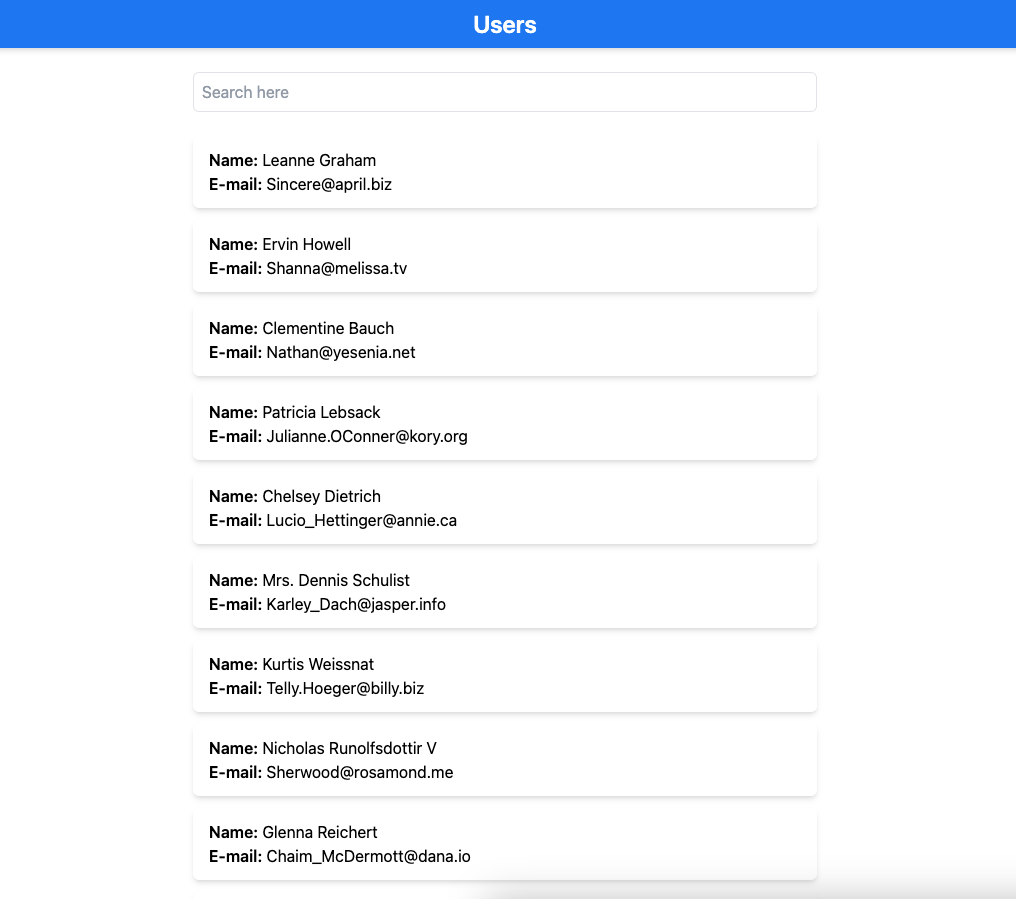 Users
Search here
Name: Leanne Graham
E-mail: Sincere@april.biz
Name: Ervin Howell
E-mail: Shanna@melissa.tv
Name: Clementine Bauch
E-mail: Nathan@yesenia.net
Name: Patricia Lebsack
E-mail: Julianne.OConner@kory.org
Name: Chelsey Dietrich
E-mail: Lucio_Hettinger@annie.ca
Name: Mrs. Dennis Schulist
E-mail: Karley_Dach@jasper.info
Name: Kurtis Weissnat
E-mail: Telly.Hoeger@billy.biz
Name: Nicholas Runolfsdottir V
E-mail: Sherwood@rosamond.me
Name: Glenna Reichert
E-mail: Chaim_McDermott@dana.io